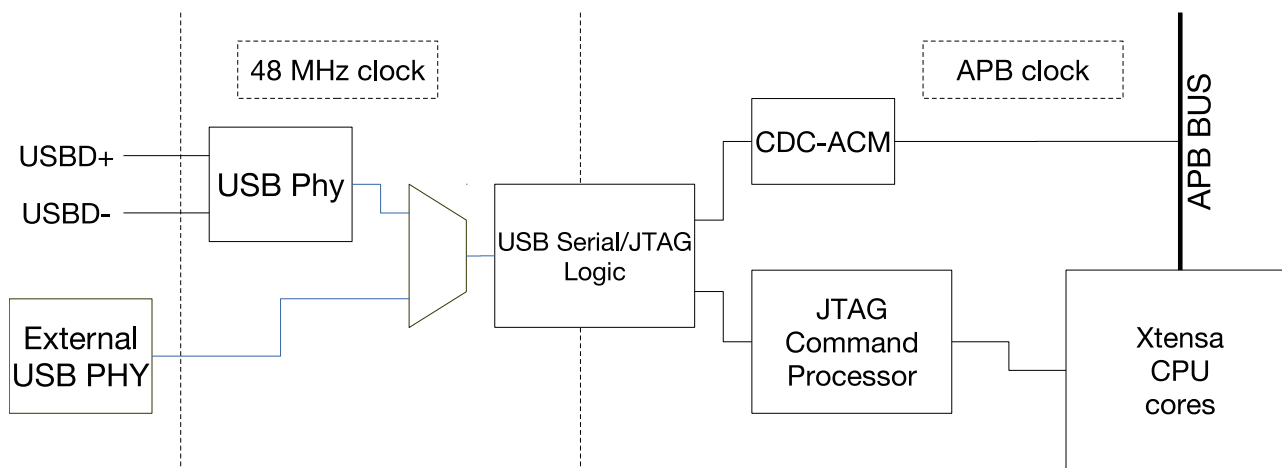 48 MHz clock
APB clock
APB BUS
CDC-ACM
USBD+
USBD-
USB Phy
USB Serial/JTAG
Logic
External
USB PHY
JTAG
Command
Processor
Xtensa
CPU
cores